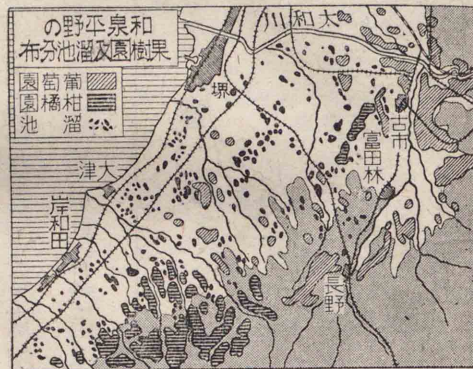 和泉平野の
果樹園及溜池分布
葡萄園
柑橘園
溜池
大和川
堺
古市
富田林
大津
岸和田
長野